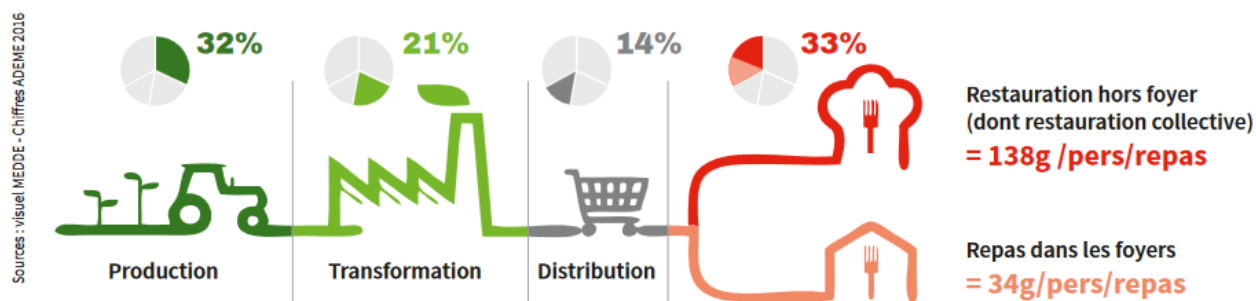 Sources : visuel MEDDE - Chiffres ADEME 2016
32%
21%
14%
33%
Restauration hors foyer
(dont restauration collective)
= 138g /pers/repas
Production
Transformation
Distribution
Repas dans les foyers
= 34g/pers/repas